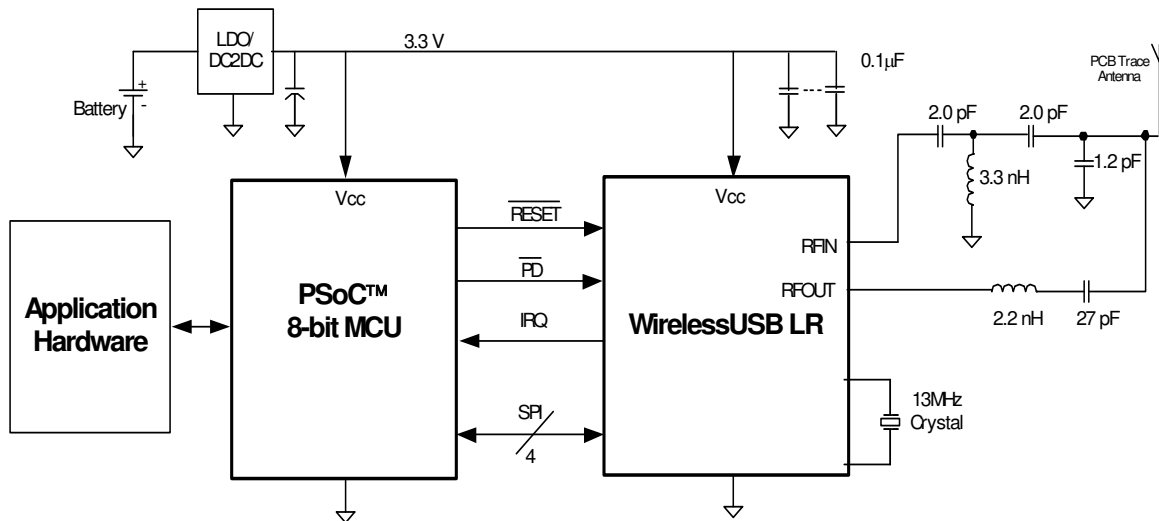 LDO/
DC2DC
3.3 V
0.1µF
PCB Trace
Antenna
+
-
Battery
2.0 pF
2.0 pF
1.2 pF
3.3 nH
Vcc
Vcc
RESET
RFIN
PD
RFOUT
Application
Hardware
PSoC™
8-bit MCU
IRQ
WirelessUSB LR
2.2 nH
27 pF
SPI
4
13MHz
Crystal